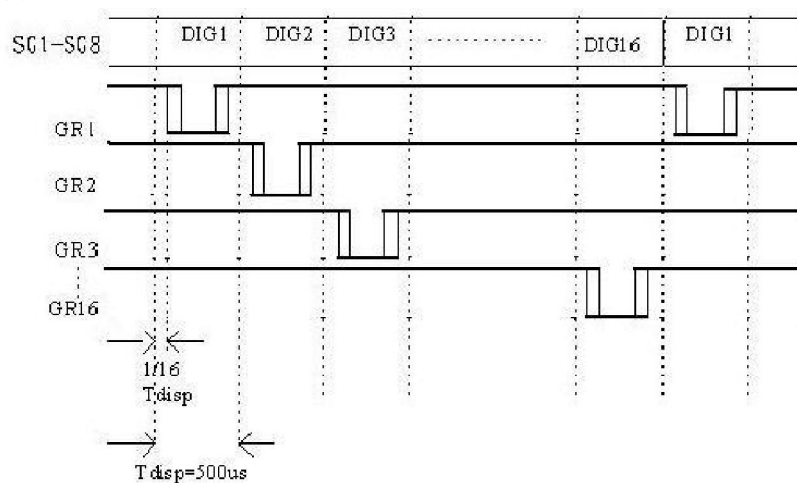 SG1-SG8 DIG1 DIG2 DIG3 ................ DIG16 DIG1
GR1
GR2
GR3
GR16
1/16
Tdisp
Tdisp=500us